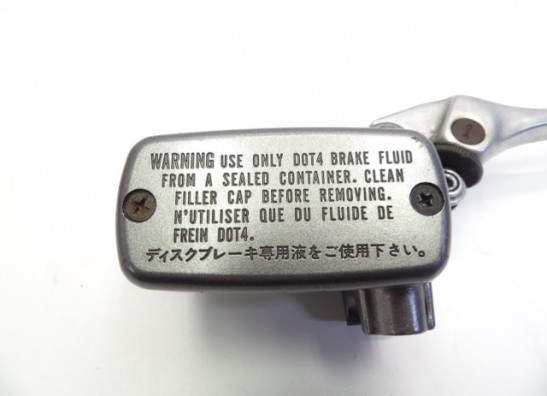 WARNING USE ONLY DOT4 BRAKE FLUID
FROM A SEALED CONTAINER. CLEAN
FILLER CAP BEFORE REMOVING.
N'UTILISER QUE DU FLUIDE DE
FREIN DOT4.
ディスクブレーキ専用液をご使用下さい。